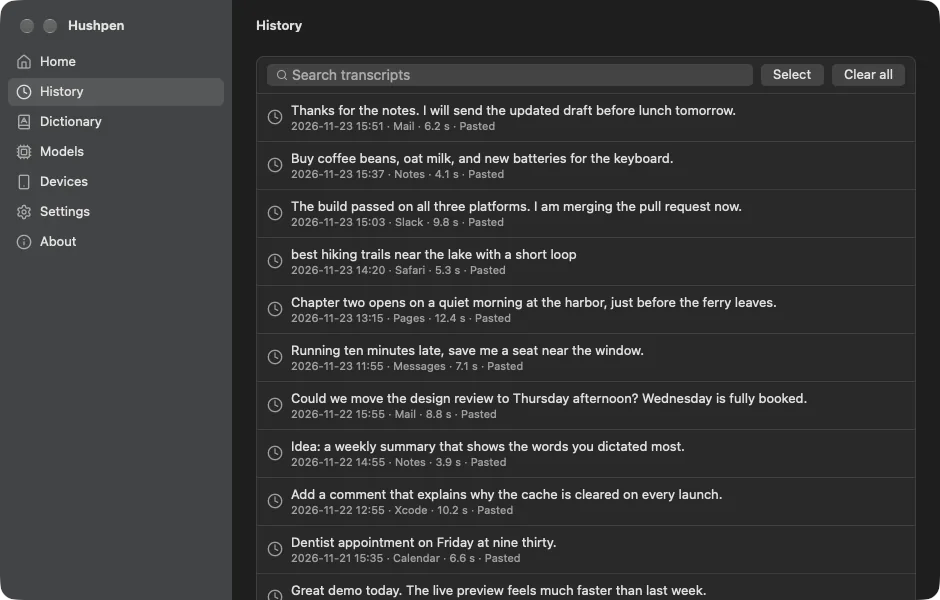 Hushpen
Home
History
Dictionary
Models
Devices
Settings
About
History
Search transcripts
Select
Clear all
Thanks for the notes. I will send the updated draft before lunch tomorrow.
2026-11-23 15:51 · Mail · 6.2 s · Pasted
Buy coffee beans, oat milk, and new batteries for the keyboard.
2026-11-23 15:37 · Notes · 4.1 s · Pasted
The build passed on all three platforms. I am merging the pull request now.
2026-11-23 15:03 · Slack · 9.8 s · Pasted
best hiking trails near the lake with a short loop
2026-11-23 14:20 · Safari · 5.3 s · Pasted
Chapter two opens on a quiet morning at the harbor, just before the ferry leaves.
2026-11-23 13:15 · Pages · 12.4 s · Pasted
Running ten minutes late, save me a seat near the window.
2026-11-23 11:55 · Messages · 7.1 s · Pasted
Could we move the design review to Thursday afternoon? Wednesday is fully booked.
2026-11-22 15:55 · Mail · 8.8 s · Pasted
Idea: a weekly summary that shows the words you dictated most.
2026-11-22 14:55 · Notes · 3.9 s · Pasted
Add a comment that explains why the cache is cleared on every launch.
2026-11-22 12:55 · Xcode · 10.2 s · Pasted
Dentist appointment on Friday at nine thirty.
2026-11-21 15:35 · Calendar · 6.6 s · Pasted
Great demo today. The live preview feels much faster than last week.